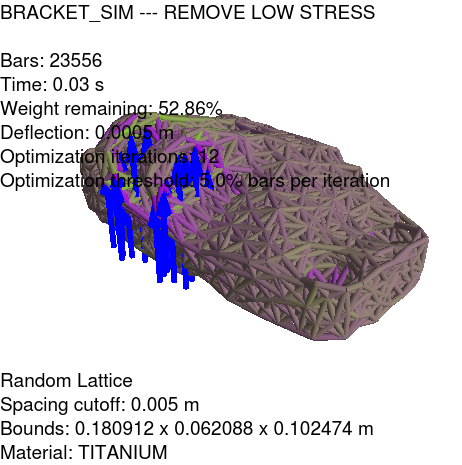 BRACKET_SIM --- REMOVE LOW STRESS
Bars: 23556
Time: 0.03 s
Weight remaining: 52.86%
Deflection: 0.0005 m
Optimization iterations: 12
Optimization threshold: 5.0% bars per iteration
Random Lattice
Spacing cutoff: 0.005 m
Bounds: 0.180912 x 0.062088 x 0.102474 m
Material: TITANIUM